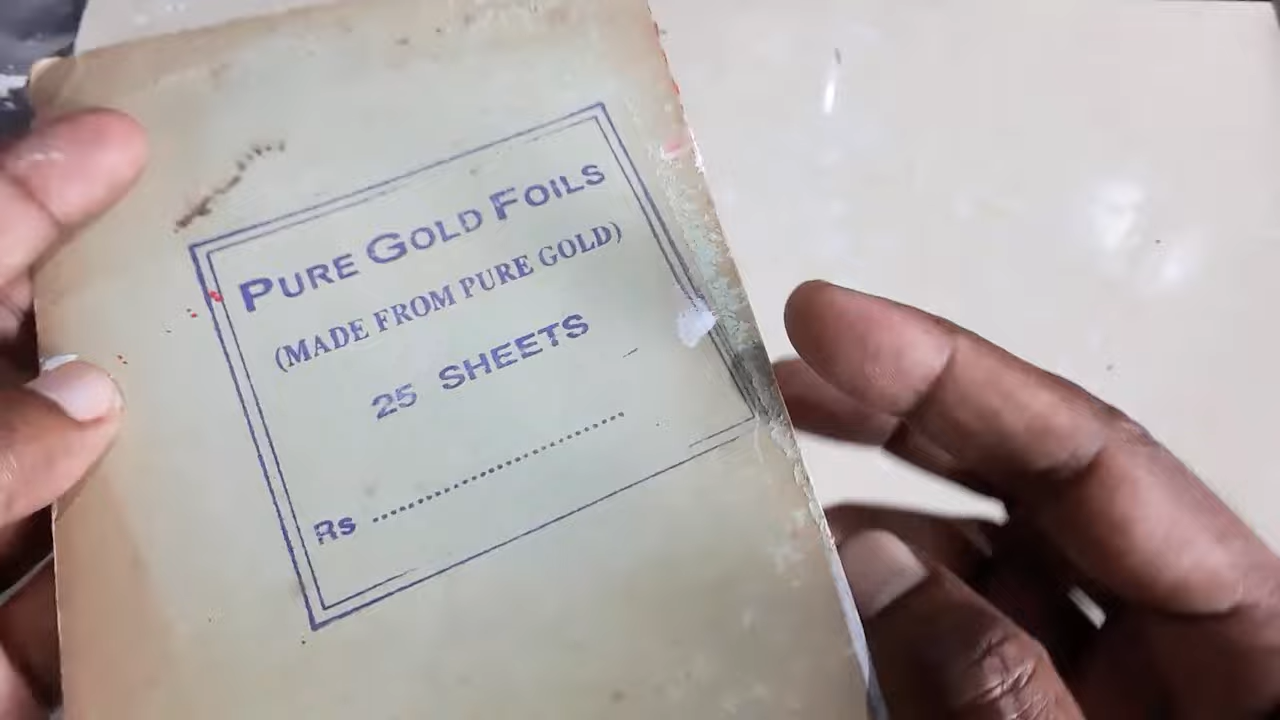 PURE GOLD FOILS
(MADE FROM PURE GOLD)
25 SHEETS
Rs ..............................